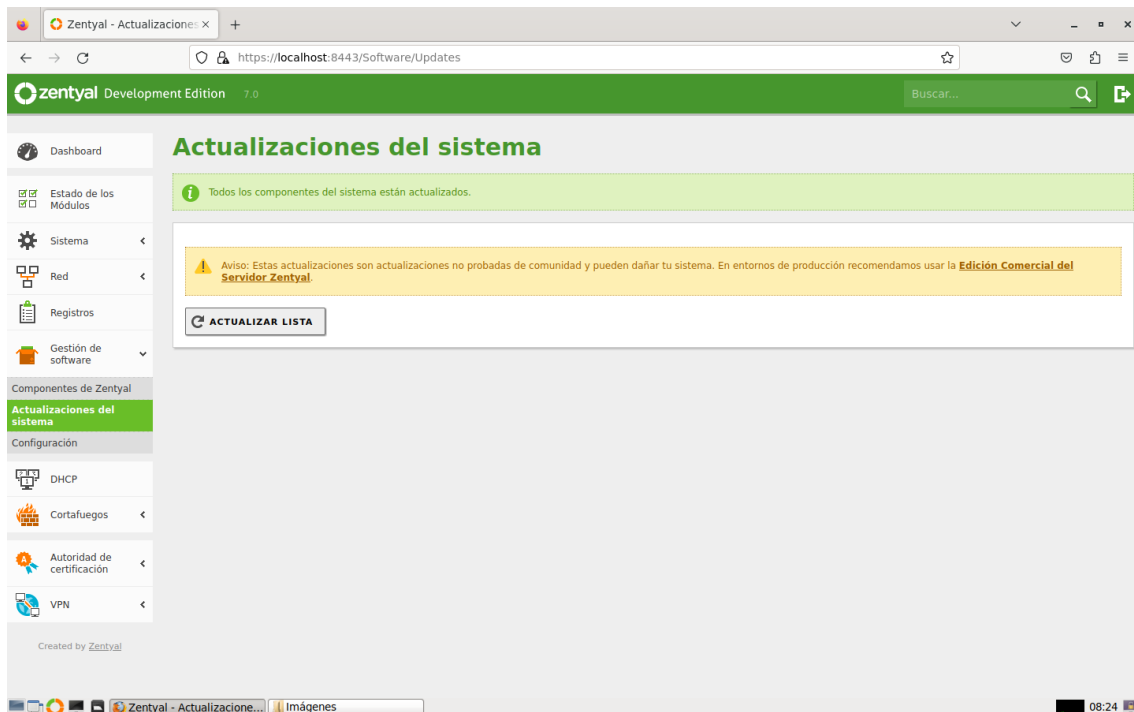 Zentyal - Actualizaciones
https://localhost:8443/Software/Updates
zentyal Development Edition 7.0
Buscar...
Dashboard
Estado de los
Módulos
Sistema
Red
Registros
Gestión de
software
Componentes de Zentyal
Actualizaciones del
sistema
Configuración
DHCP
Cortafuegos
Autoridad de
certificación
VPN
Created by Zentyal
Actualizaciones del sistema
Todos los componentes del sistema están actualizados.
Aviso: Estas actualizaciones son actualizaciones no probadas de comunidad y pueden dañar tu sistema. En entornos de producción recomendamos usar la Edición Comercial del
Servidor Zentyal.
ACTUALIZAR LISTA
Zentyal - Actualizacione...
Imágenes
08:24